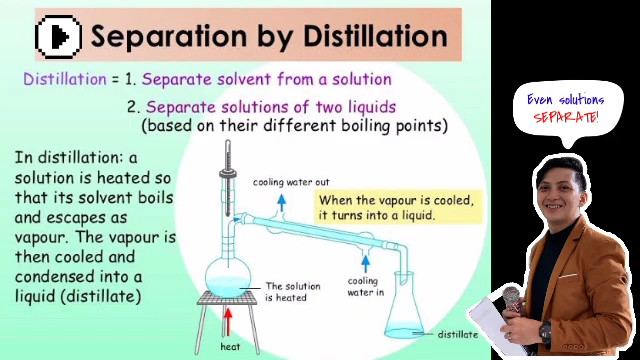 Separation by Distillation
Distillation = 1. Separate solvent from a solution
2. Separate solutions of two liquids
(based on their different boiling points)
In distillation: a
solution is heated so
that its solvent boils
and escapes as
vapour. The vapour is
then cooled and
condensed into a
liquid (distillate)
cooling water out
When the vapour is cooled,
it turns into a liquid.
The solution
is heated
cooling
water in
distillate
heat
Even solutions
SEPARATE!